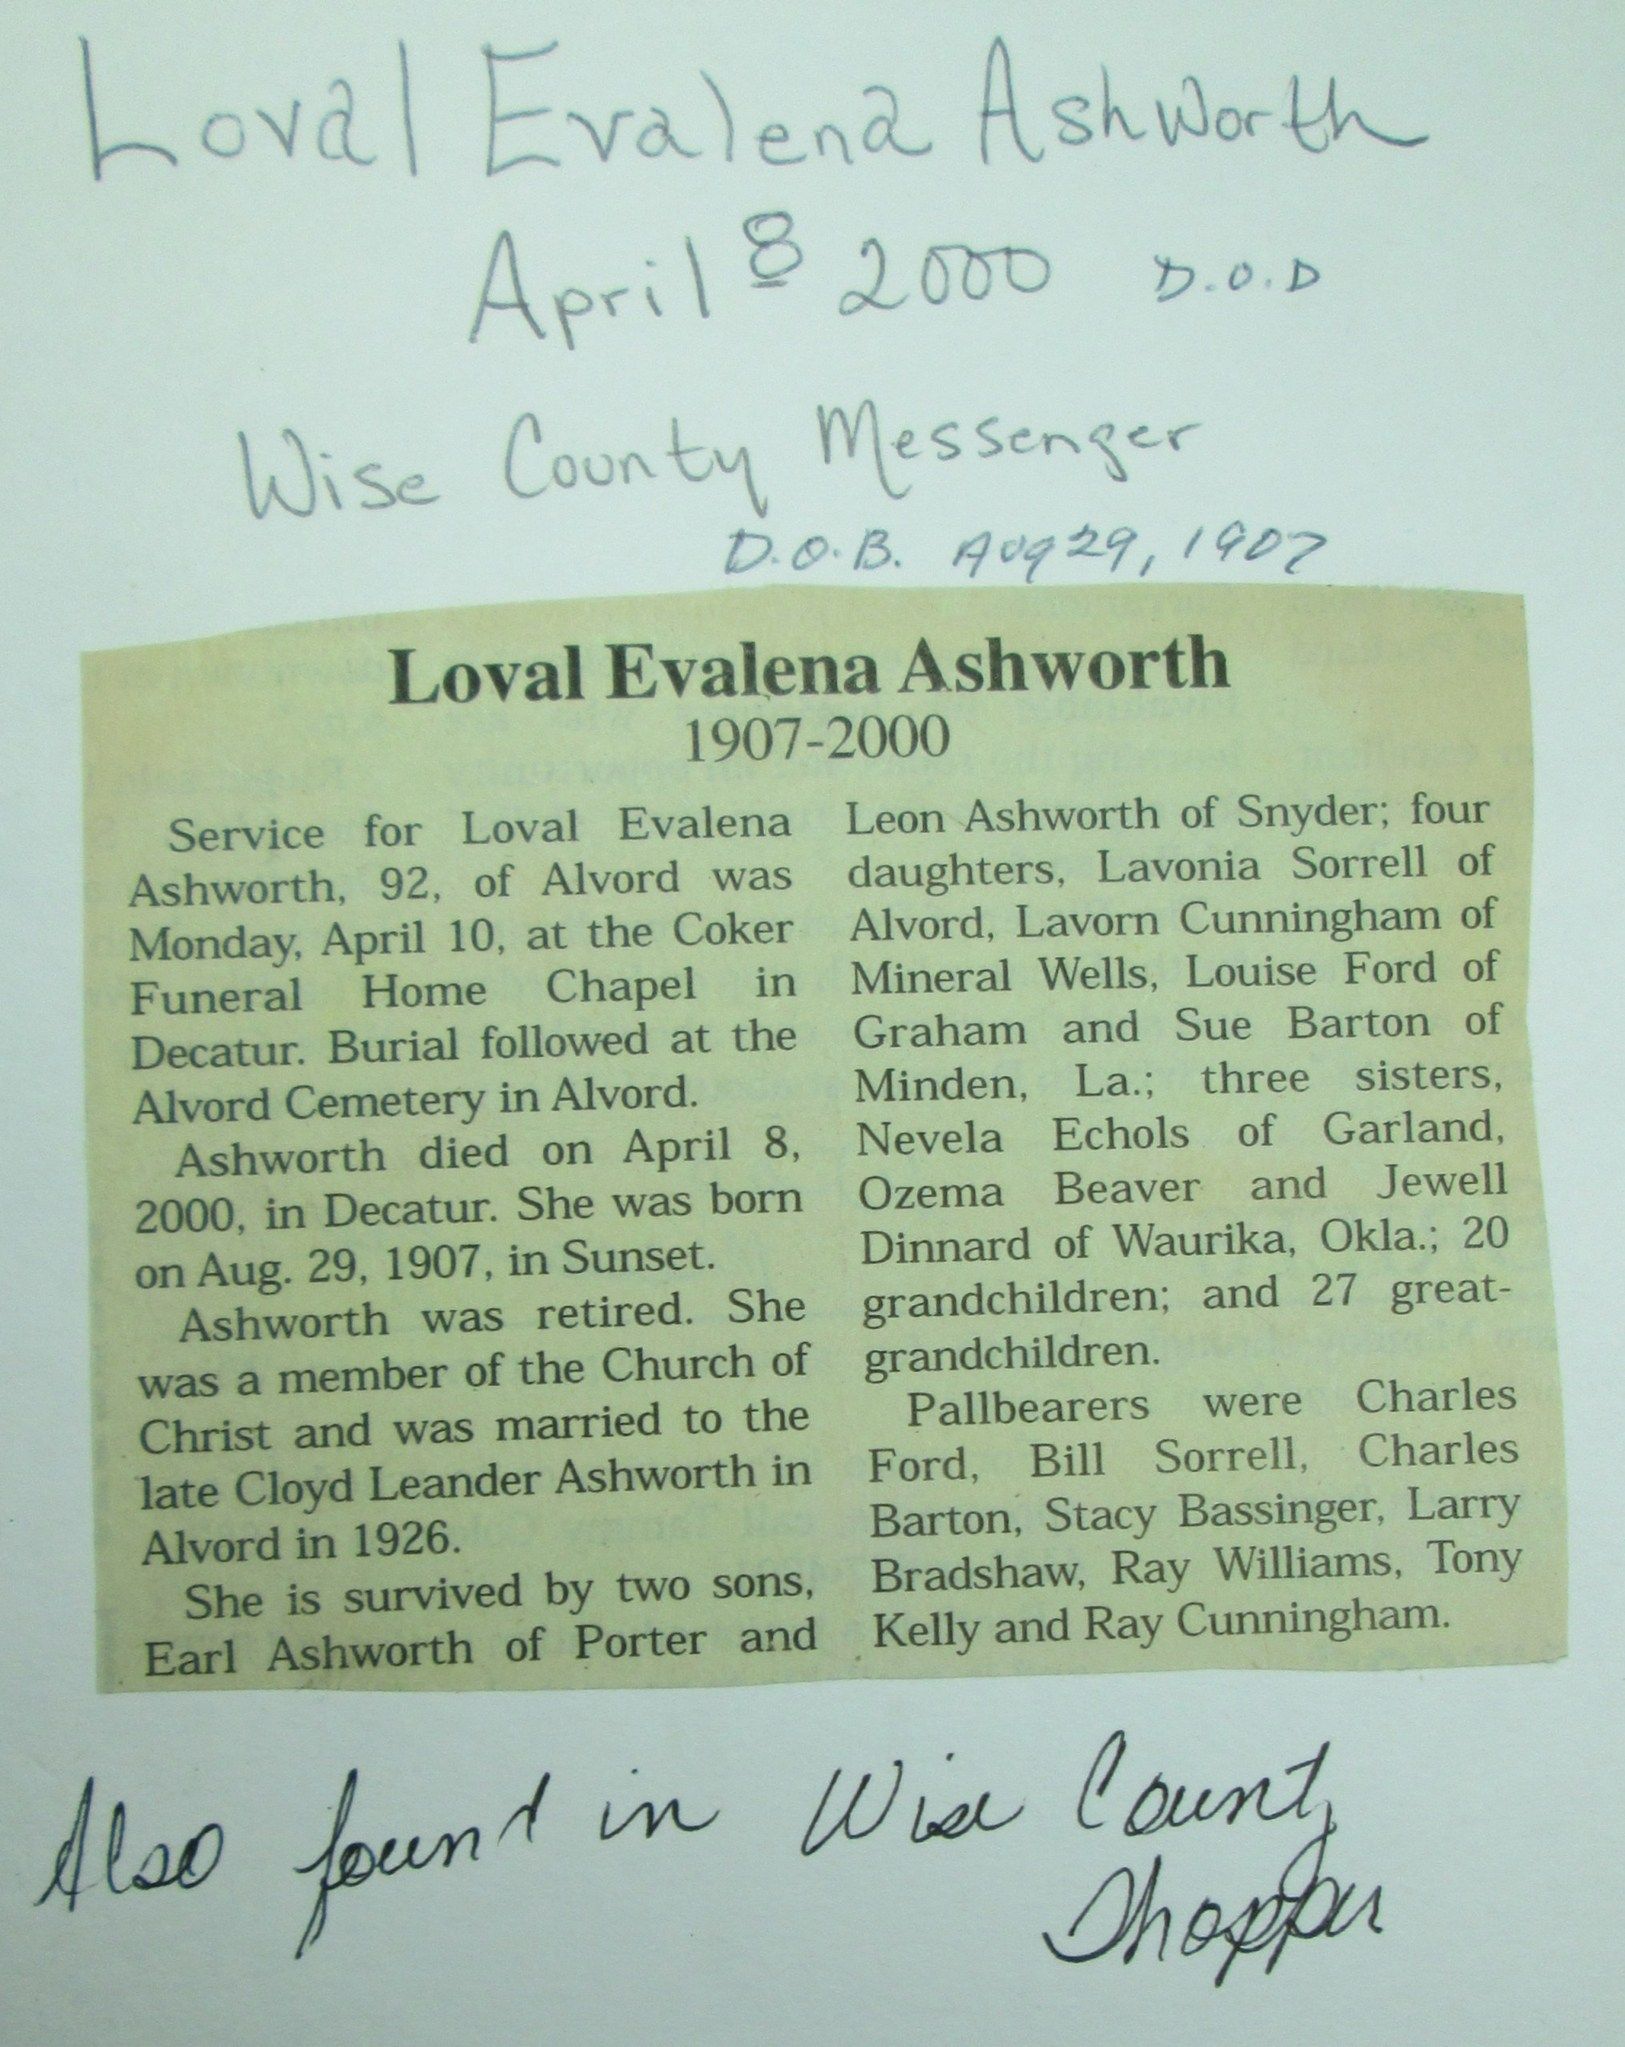 Loval Evalena Ashworth
April 8 2000 D.O.D
Wise County Messenger
D.O.B. Aug 29, 1907
Loval Evalena Ashworth
1907-2000
Service for Loval Evalena
Ashworth, 92, of Alvord was
Monday, April 10, at the Coker
Funeral Home Chapel in
Decatur. Burial followed at the
Alvord Cemetery in Alvord.
Ashworth died on April 8,
2000, in Decatur. She was born
on Aug. 29, 1907, in Sunset.
Ashworth was retired. She
was a member of the Church of
Christ and was married to the
late Cloyd Leander Ashworth in
Alvord in 1926.
She is survived by two sons,
Earl Ashworth of Porter and
Leon Ashworth of Snyder; four
daughters, Lavonia Sorrell of
Alvord, Lavorn Cunningham of
Mineral Wells, Louise Ford of
Graham and Sue Barton of
Minden, La.; three sisters,
Nevela Echols of Garland,
Ozema Beaver and Jewell
Dinnard of Waurika, Okla.; 20
grandchildren; and 27 great-
grandchildren.
Pallbearers were Charles
Ford, Bill Sorrell, Charles
Barton, Stacy Bassinger, Larry
Bradshaw, Ray Williams, Tony
Kelly and Ray Cunningham.
Also found in Wise County
Shopper